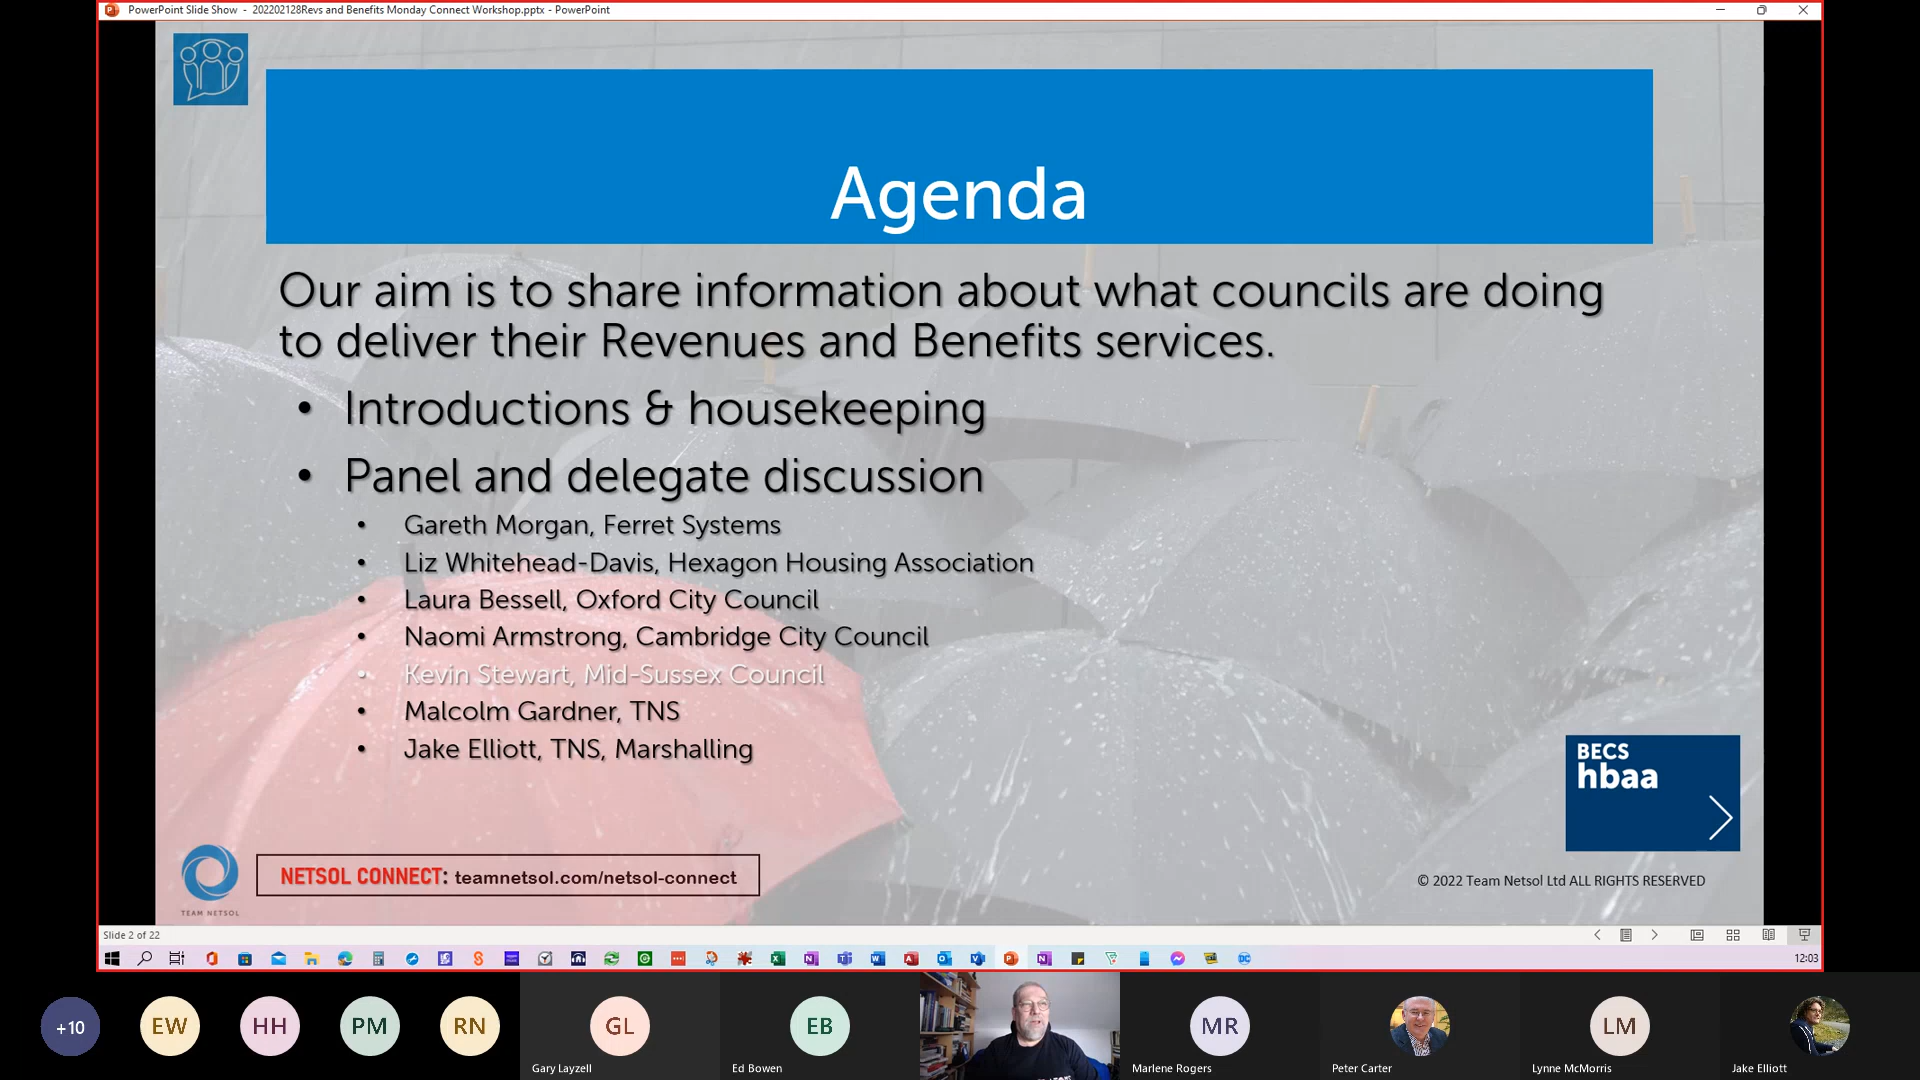 PowerPoint Slide Show - 202202128Revs and Benefits Monday Connect Workshop.pptx - PowerPoint
Agenda
Our aim is to share information about what councils are doing
to deliver their Revenues and Benefits services.
• Introductions & housekeeping
• Panel and delegate discussion
• Gareth Morgan, Ferret Systems
• Liz Whitehead-Davis, Hexagon Housing Association
• Laura Bessell, Oxford City Council
• Naomi Armstrong, Cambridge City Council
• Kevin Stewart, Mid-Sussex Council
• Malcolm Gardner, TNS
• Jake Elliott, TNS, Marshalling
BECS
hbaa
TEAM NETSOL
NETSOL CONNECT: teamnetsol.com/netsol-connect
© 2022 Team Netsol Ltd ALL RIGHTS RESERVED
Slide 2 of 22
12:03
+10
EW
HH
PM
RN
GL
Gary Layzell
EB
Ed Bowen
MR
Marlene Rogers
Peter Carter
LM
Lynne McMorris
Jake Elliott